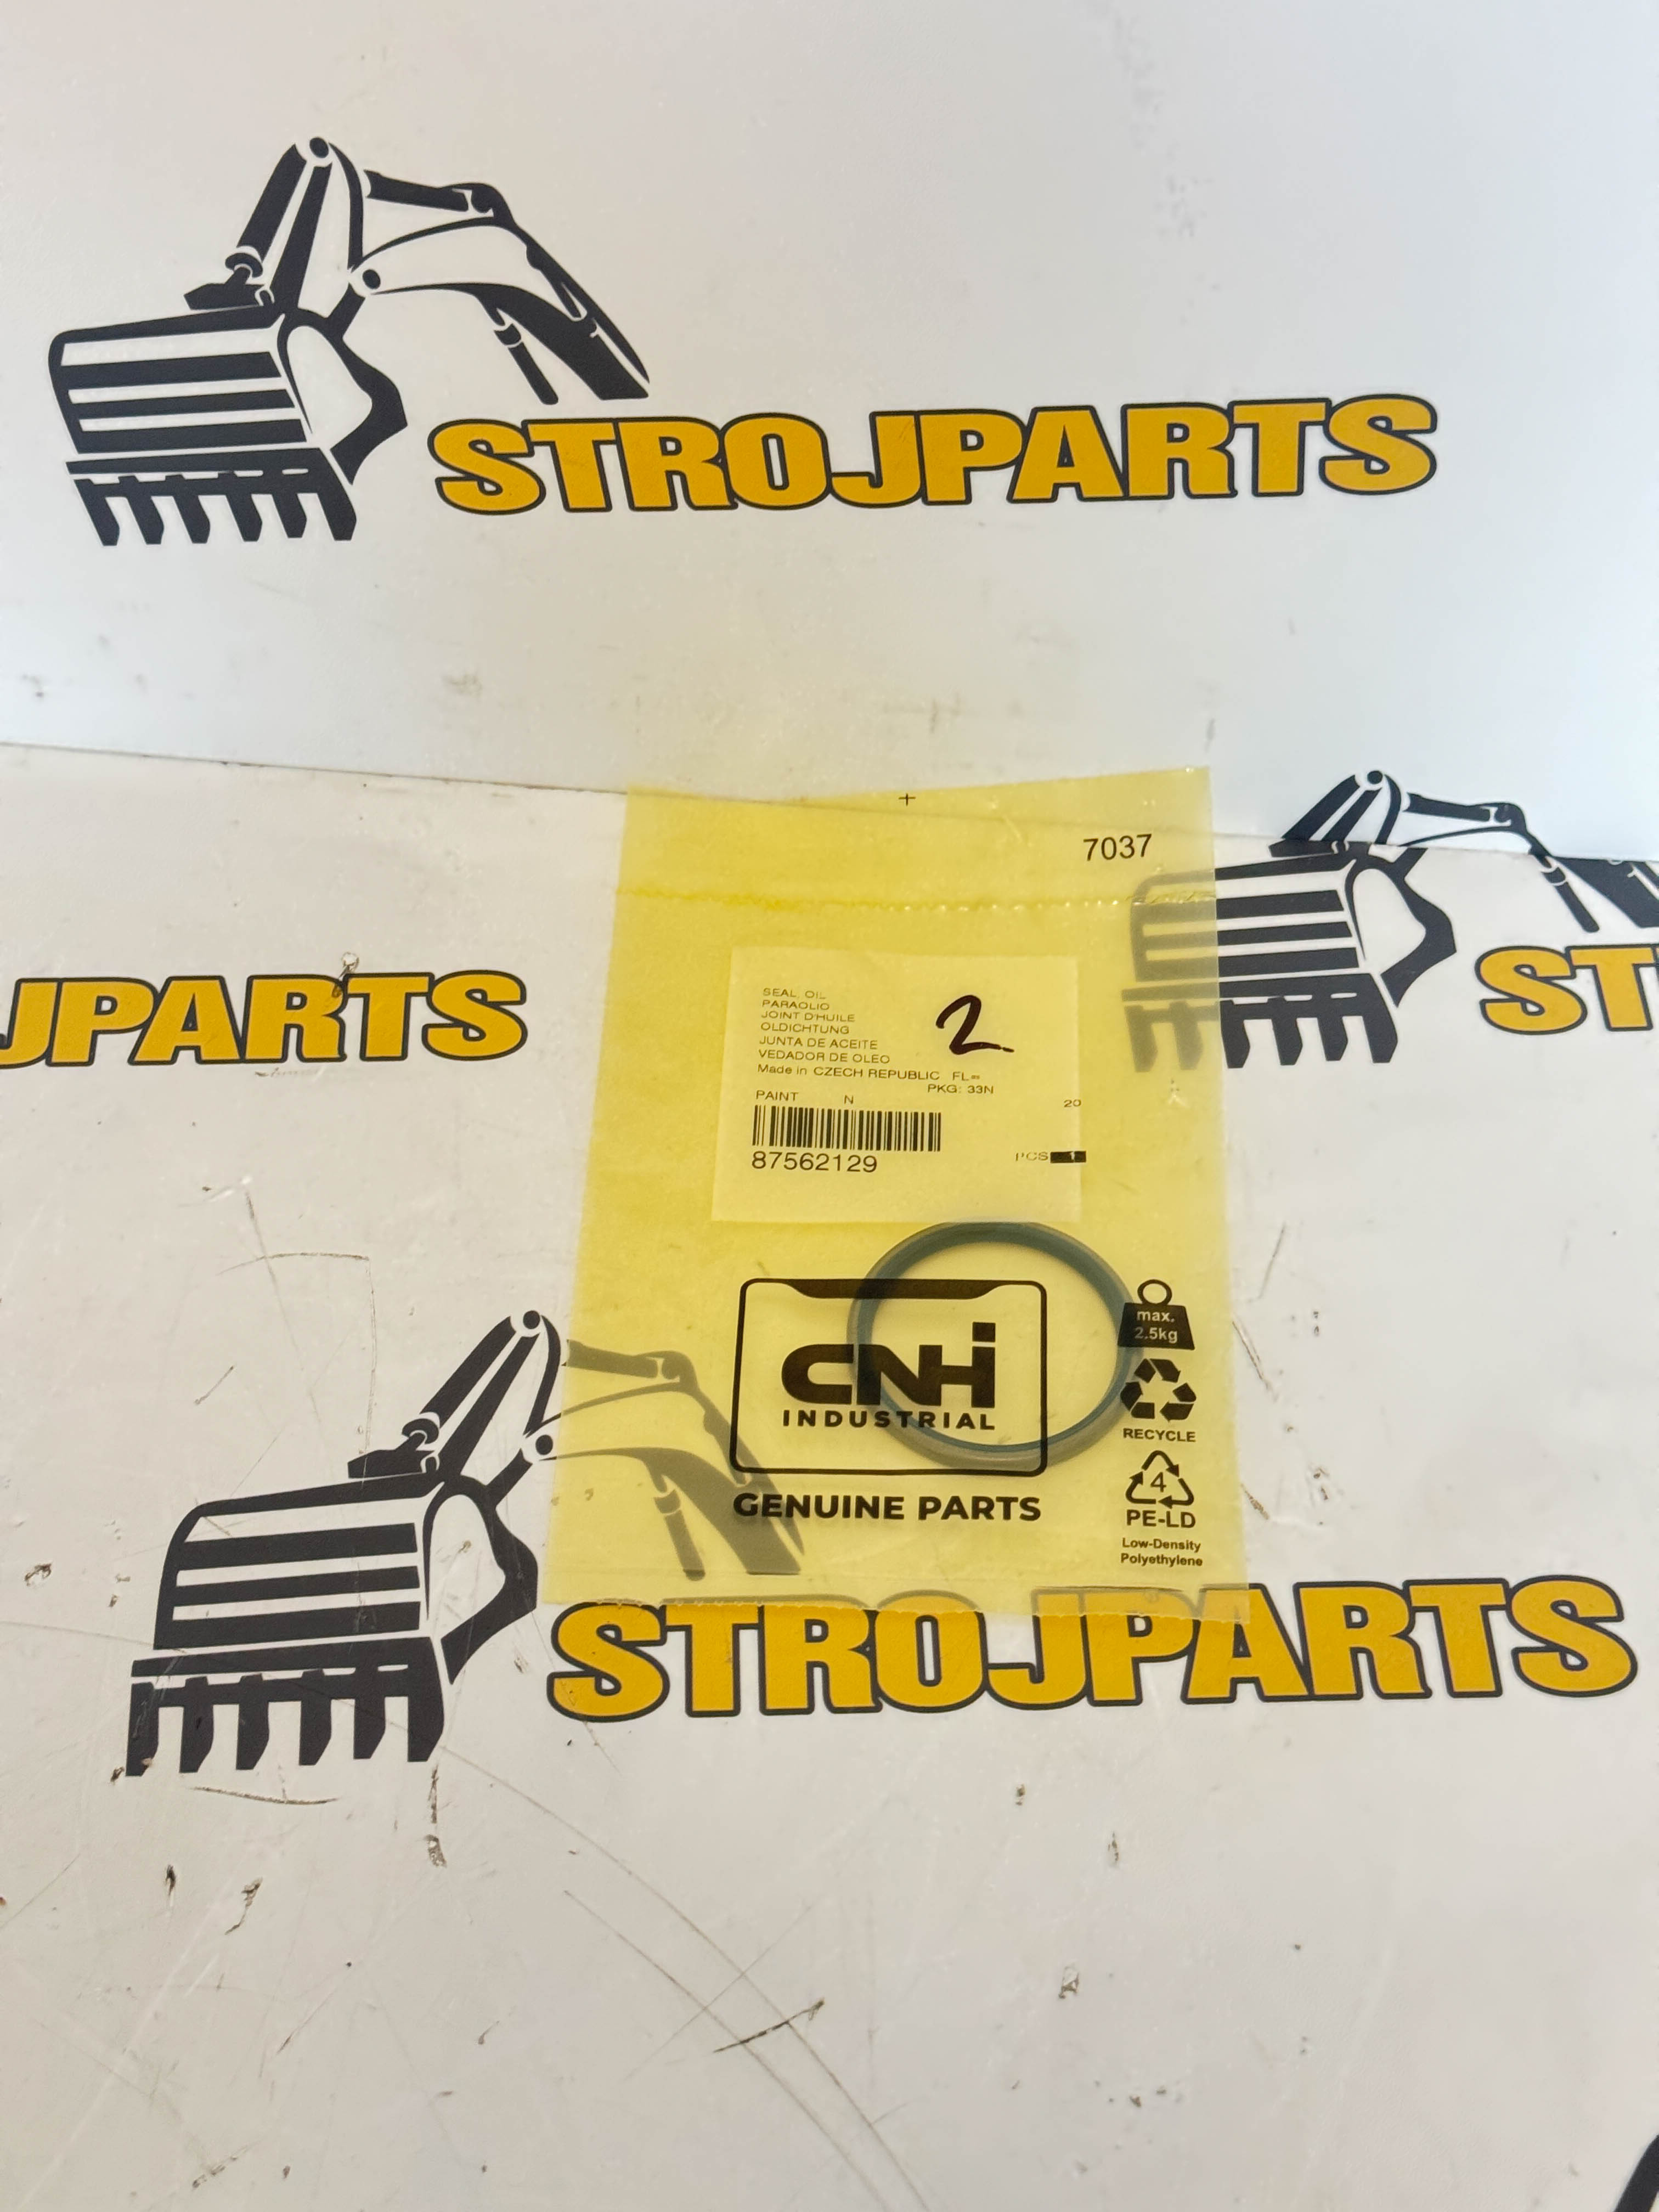 STROJPARTS
7037
JPARTS
ST
SEAL, OIL
PARAOLIO
JOINT D'HUILE
OLDICHTUNG
JUNTA DE ACEITE
VEDADOR DE OLEO
2
Made in CZECH REPUBLIC FL=
PKG: 33N
PAINT N
20
87562129
PCS 1
max.
2.5kg
CNHi
INDUSTRIAL
GENUINE PARTS
RECYCLE
4
PE-LD
Low-Density
Polyethylene
STROJPARTS